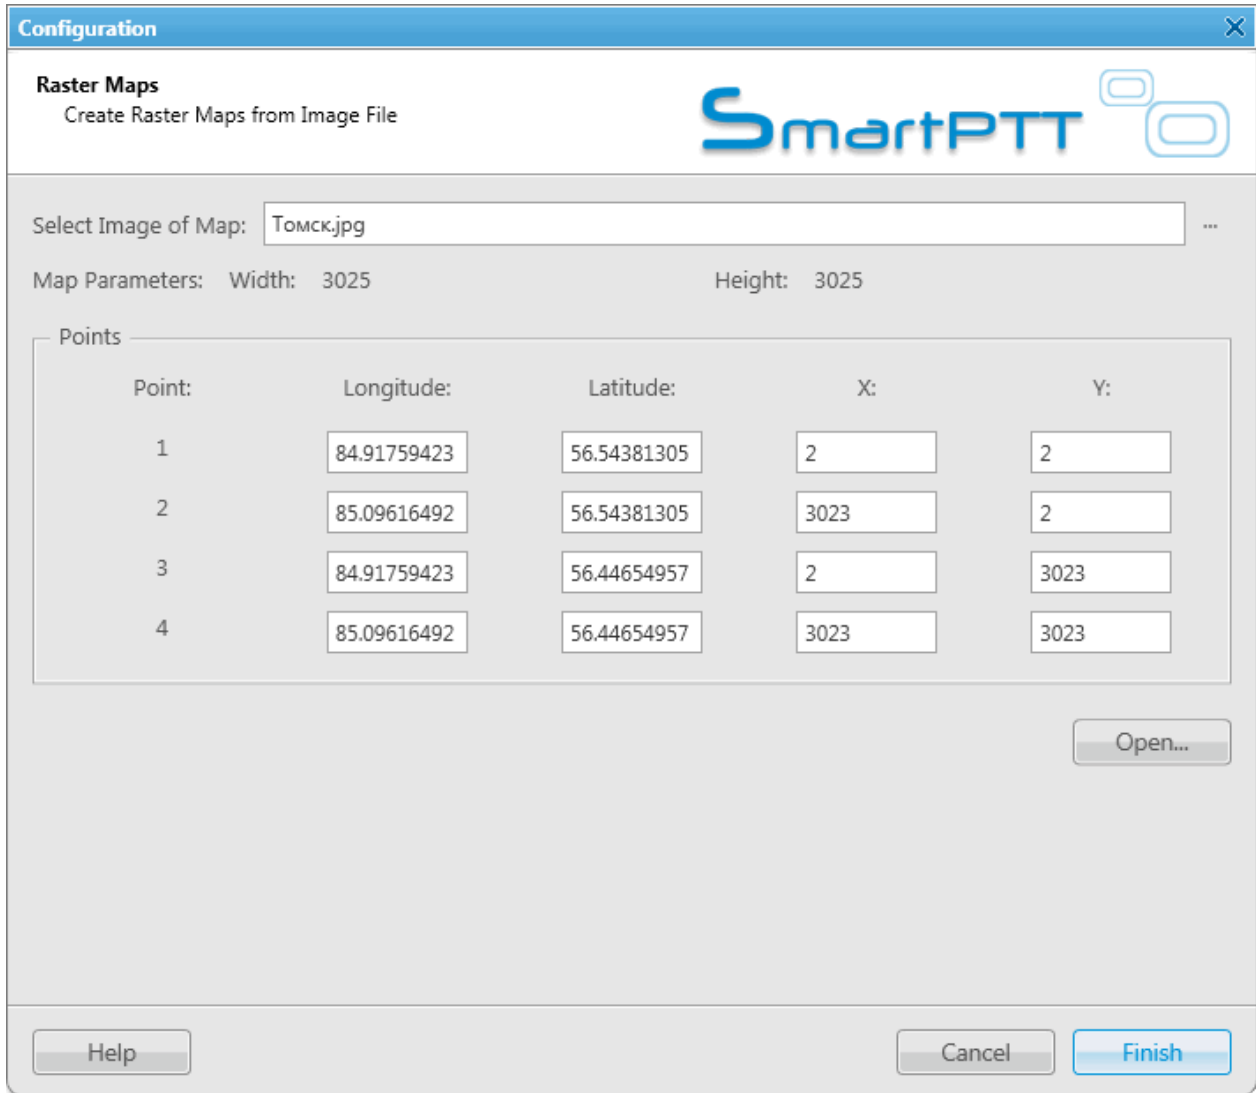 Configuration
Raster Maps
Create Raster Maps from Image File
SmartPTT
Select Image of Map: Томск.jpg ...
Map Parameters: Width: 3025 Height: 3025
Points
Point: Longitude: Latitude: X: Y:
1 84.91759423 56.54381305 2 2
2 85.09616492 56.54381305 3023 2
3 84.91759423 56.44654957 2 3023
4 85.09616492 56.44654957 3023 3023
Open...
Help Cancel Finish